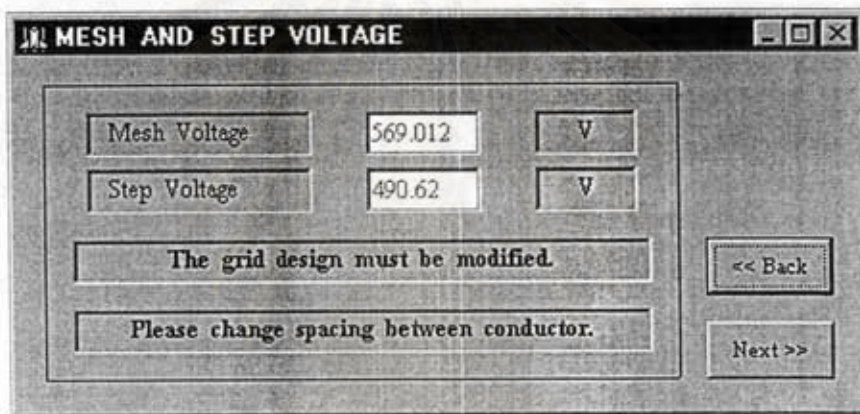 MESH AND STEP VOLTAGE
Mesh Voltage 569.012 V
Step Voltage 490.62 V
The grid design must be modified.
<< Back
Please change spacing between conductor.
Next >>